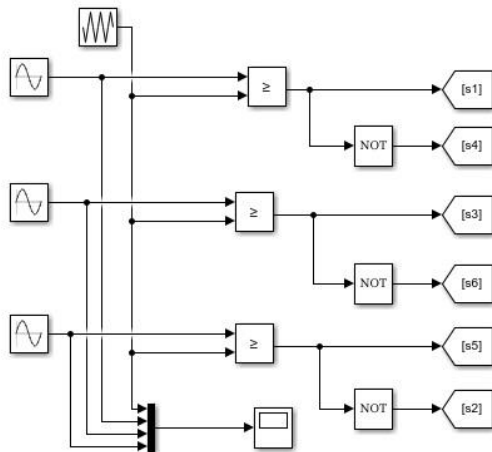 ≥
[s1]
NOT
[s4]
≥
[s3]
NOT
[s6]
≥
[s5]
NOT
[s2]